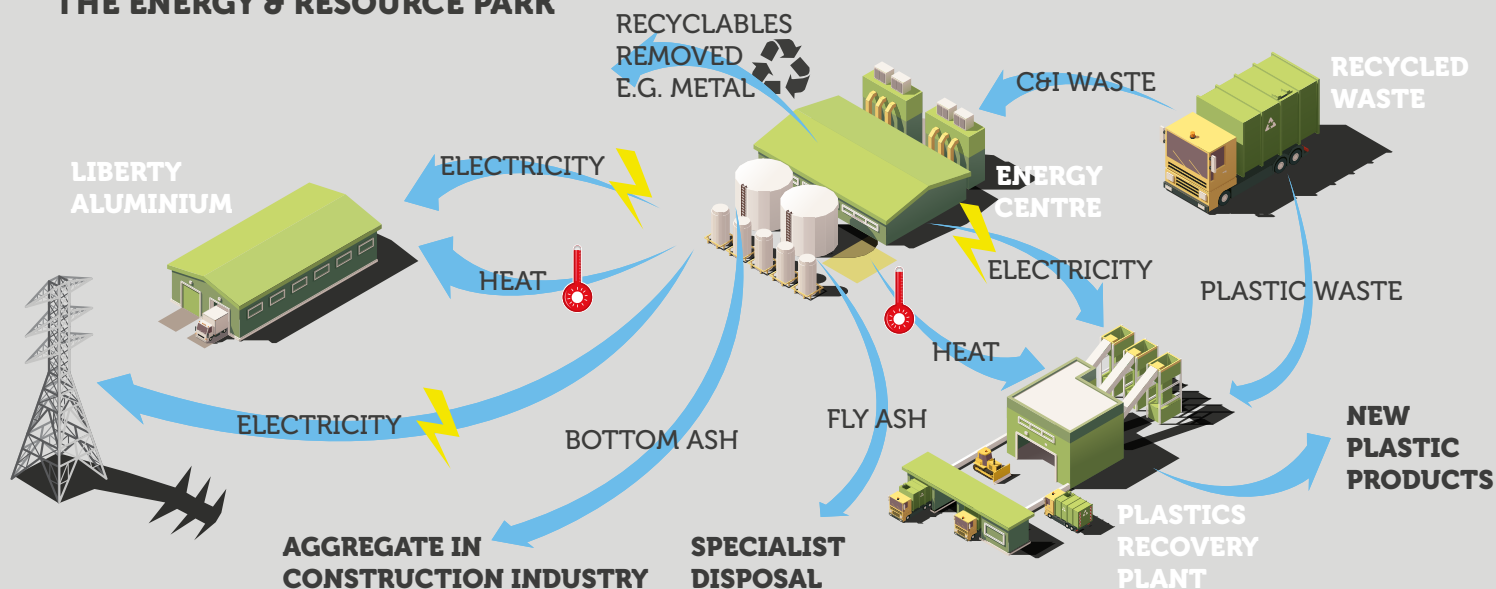 THE ENERGY & RESOURCE PARK
RECYCLABLES
REMOVED
E.G. METAL
C&I WASTE
RECYCLED
WASTE
LIBERTY
ALUMINIUM
ELECTRICITY
ENERGY
CENTRE
HEAT
ELECTRICITY
PLASTIC WASTE
HEAT
ELECTRICITY
BOTTOM ASH
FLY ASH
NEW
PLASTIC
PRODUCTS
AGGREGATE IN
CONSTRUCTION INDUSTRY
SPECIALIST
DISPOSAL
PLASTICS
RECOVERY
PLANT